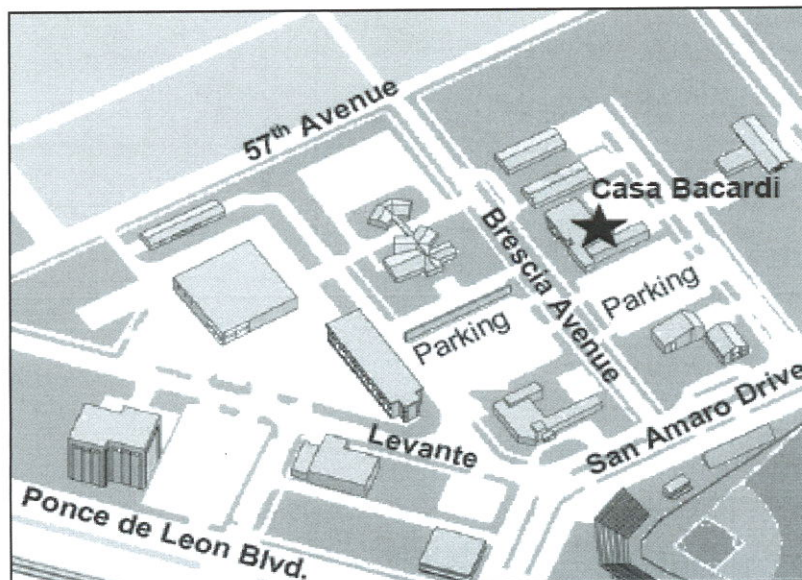 57th Avenue
Casa Bacardi
Brescia Avenue
Parking
Parking
Levante
San Amaro Drive
Ponce de Leon Blvd.